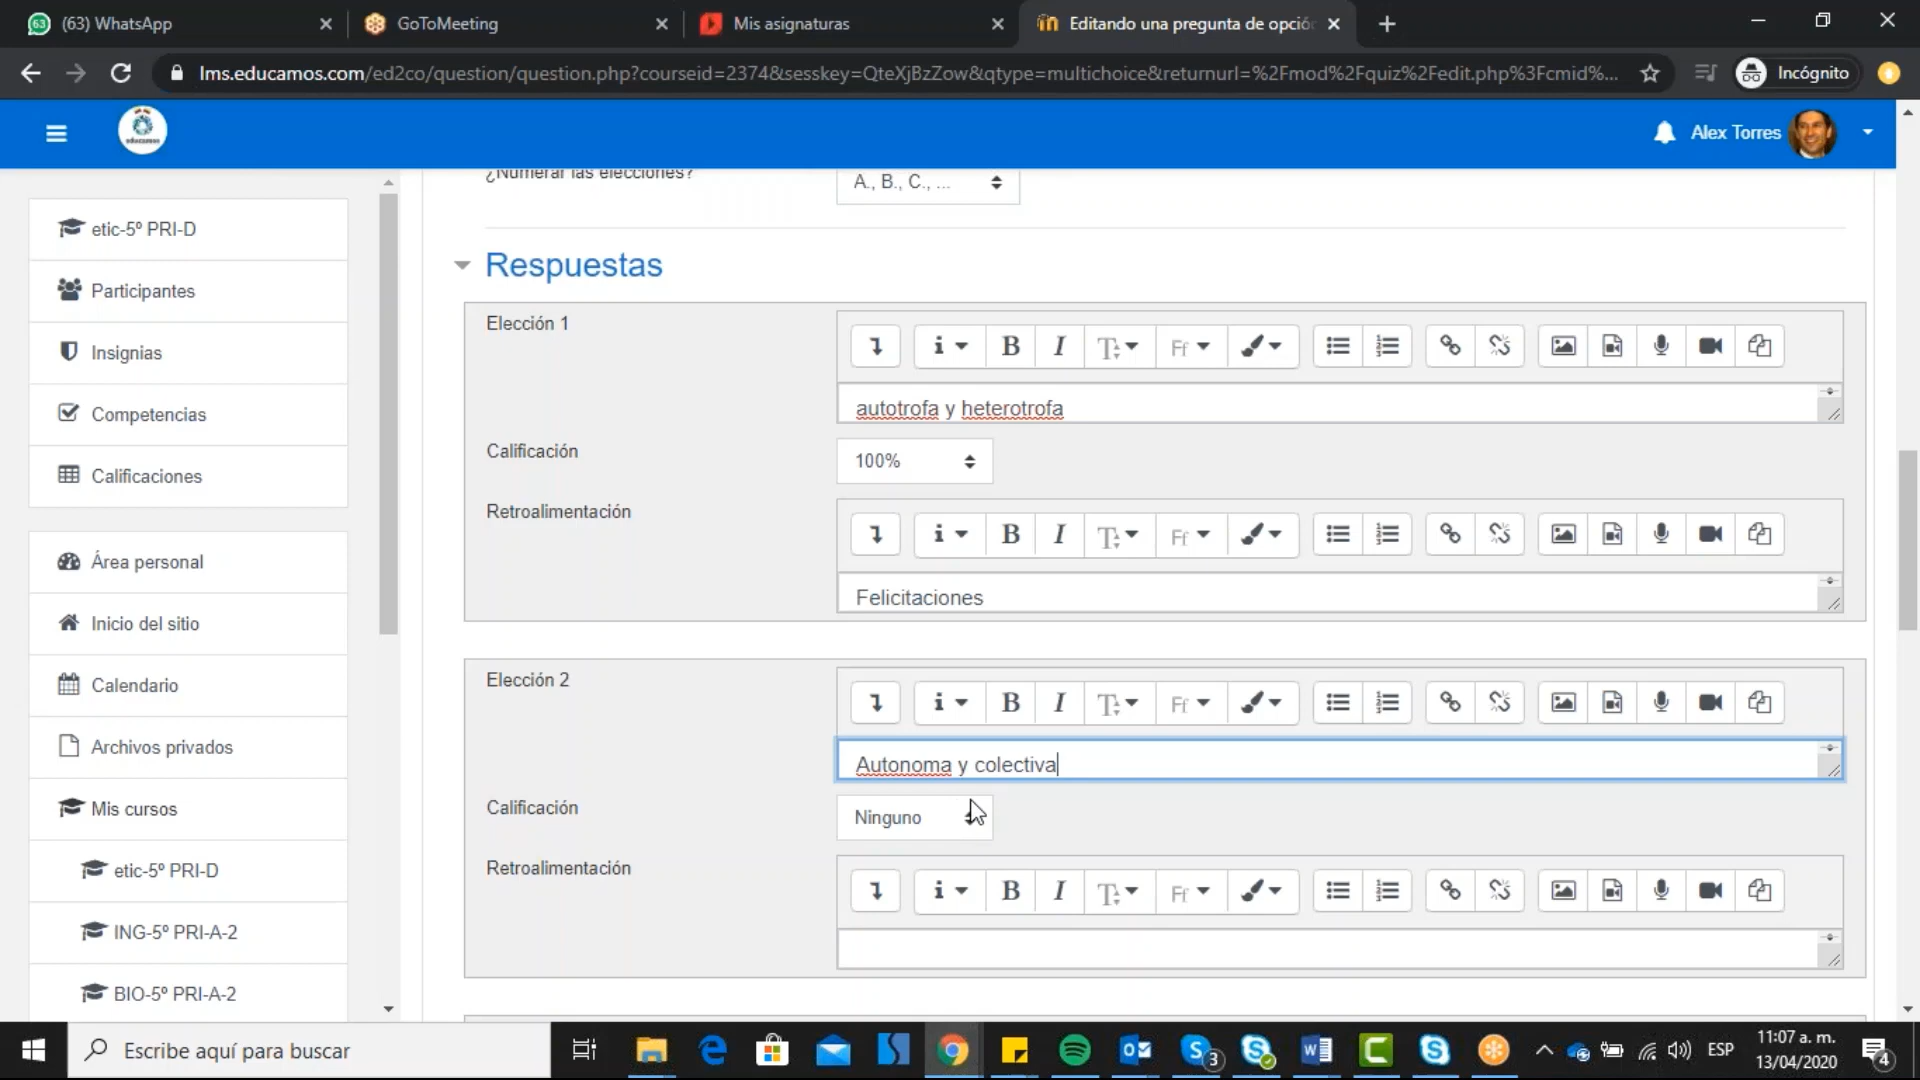 (63) WhatsApp
GoToMeeting
Mis asignaturas
Editando una pregunta de opción
lms.educamos.com/ed2co/question/question.php?courseid=2374&sesskey=QteXjBzZow&qtype=multichoice&returnurl=%2Fmod%2Fquiz%2Fedit.php%3Fcmid%...
Incógnito
Alex Torres
¿Numerar las elecciones?
A., B., C., ...
etic-5º PRI-D
Participantes
Insignias
Competencias
Calificaciones
Área personal
Inicio del sitio
Calendario
Archivos privados
Mis cursos
etic-5º PRI-D
ING-5º PRI-A-2
BIO-5º PRI-A-2
Respuestas
Elección 1
autotrofa y heterotrofa
Calificación
100%
Retroalimentación
Felicitaciones
Elección 2
Autonoma y colectiva
Calificación
Ninguno
Retroalimentación
Escribe aquí para buscar
3
ESP
11:07 a. m.
13/04/2020
4